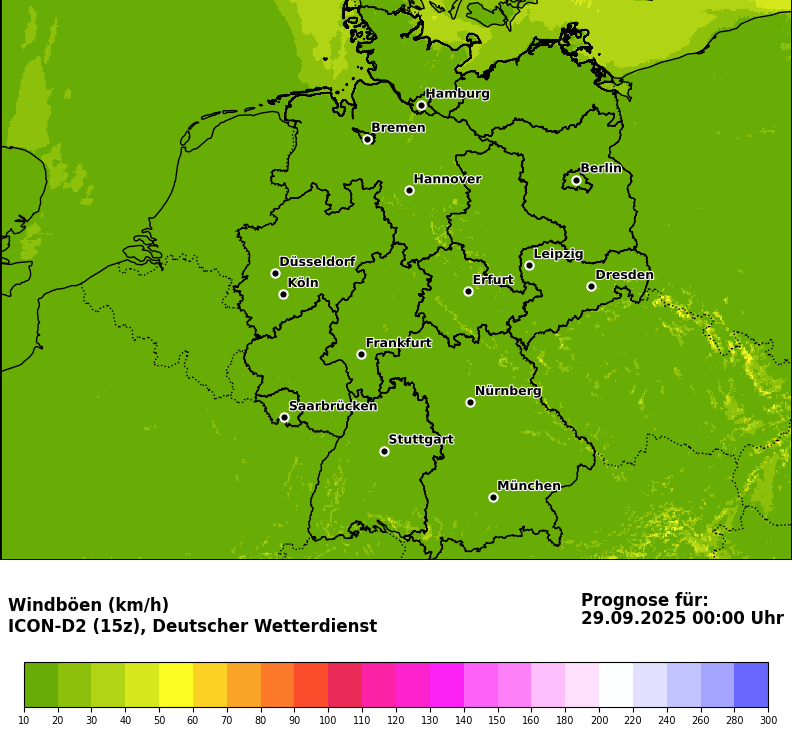 Hamburg
Bremen
Berlin
Hannover
Leipzig
Düsseldorf
Dresden
Köln
Erfurt
Frankfurt
Nürnberg
Saarbrücken
Stuttgart
München
Windböen (km/h)
ICON-D2 (15z), Deutscher Wetterdienst
Prognose für:
29.09.2025 00:00 Uhr
10 20 30 40 50 60 70 80 90 100 110 120 130 140 150 160 180 200 220 240 260 280 300